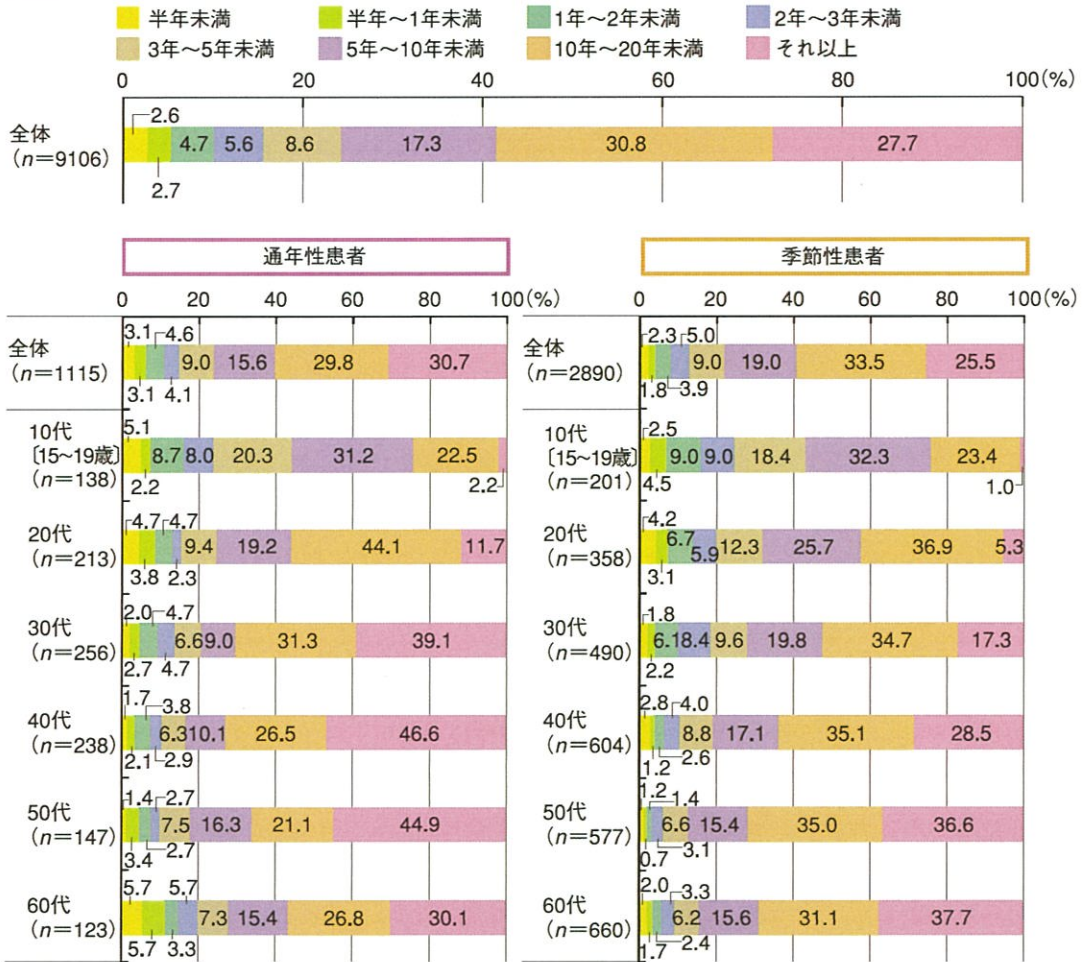 半年未満 半年～1年未満 1年～2年未満 2年～3年未満
3年～5年未満 5年～10年未満 10年～20年未満 それ以上
0 20 40 60 80 100(%)
2.6
全体 4.7 5.6 8.6 17.3 30.8 27.7
(n=9106)
2.7
通年性患者
0 20 40 60 80 100(%)
3.1 4.6
全体 9.0 15.6 29.8 30.7
(n=1115)
3.1 4.1
5.1
10代
〔15~19歳〕 8.7 8.0 20.3 31.2 22.5
(n=138) 2.2 2.2
4.7 4.7
20代 9.4 19.2 44.1 11.7
(n=213)
3.8 2.3
2.0 4.7
30代 6.6 9.0 31.3 39.1
(n=256)
2.7 4.7
1.7 3.8
40代 6.3 10.1 26.5 46.6
(n=238)
2.1 2.9
1.4 2.7
50代 7.5 16.3 21.1 44.9
(n=147)
3.4 2.7
5.7 5.7
60代 7.3 15.4 26.8 30.1
(n=123)
5.7 3.3
季節性患者
0 20 40 60 80 100(%)
2.3 5.0
全体 9.0 19.0 33.5 25.5
(n=2890)
1.8 3.9
2.5
10代
〔15~19歳〕 9.0 9.0 18.4 32.3 23.4
(n=201) 4.5 1.0
4.2
20代 6.7 5.9 12.3 25.7 36.9 5.3
(n=358)
3.1
1.8
30代 6.1 8.4 9.6 19.8 34.7 17.3
(n=490)
2.2
2.8 4.0
40代 8.8 17.1 35.1 28.5
(n=604)
1.2 2.6
1.2 1.4
50代 6.6 15.4 35.0 36.6
(n=577)
0.7 3.1
2.0 3.3
60代 6.2 15.6 31.1 37.7
(n=660)
1.7 2.4